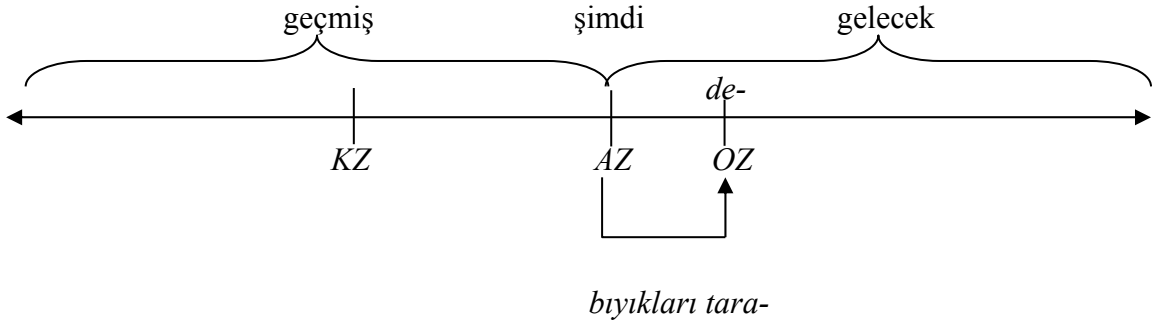 geçmiş şimdi gelecek
de-
KZ AZ OZ
bıyıkları tara-